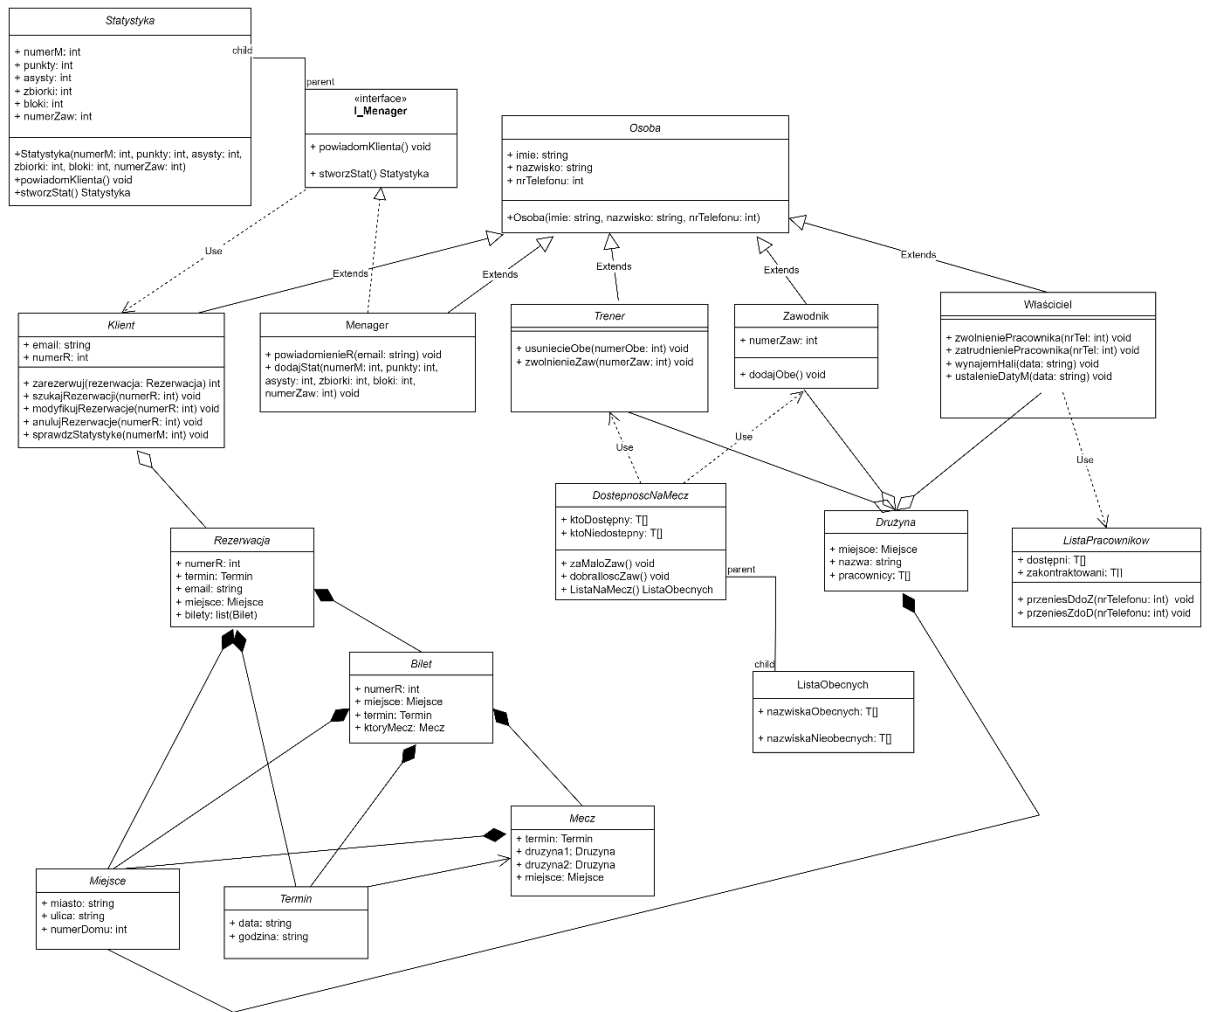 Statystyka
+ numerM: int
+ punkty: int
+ asysty: int
+ zbiorki: int
+ bloki: int
+ numerZaw: int
+Statystyka(numerM: int, punkty: int, asysty: int,
zbiorki: int, bloki: int, numerZaw: int)
+powiadomKlienta() void
+stworzStat() Statystyka
child
parent
«interface»
I_Menager
+ powiadomKlienta() void
+ stworzStat() Statystyka
Osoba
+ imie: string
+ nazwisko: string
+ nrTelefonu: int
+Osoba(imie: string, nazwisko: string, nrTelefonu: int)
Use
Extends
Extends
Extends
Extends
Extends
Klient
+ email: string
+ numerR: int
+ zarezerwuj(rezerwacja: Rezerwacja) int
+ szukajRezerwacji(numerR: int) void
+ modyfikujRezerwacje(numerR: int) void
+ anulujRezerwacje(numerR: int) void
+ sprawdzStatystyke(numerM: int) void
Menager
+ powiadomienieR(email: string) void
+ dodajStat(numerM: int, punkty: int,
asysty: int, zbiorki: int, bloki: int,
numerZaw: int) void
Trener
+ usuniecieObe(numerObe: int) void
+ zwolnienieZaw(numerZaw: int) void
Zawodnik
+ numerZaw: int
+ dodajObe() void
Właściciel
+ zwolnieniePracownika(nrTel: int) void
+ zatrudnieniePracownika(nrTel: int) void
+ wynajemHali(data: string) void
+ ustalenieDatyM(data: string) void
Use
Use
Use
DostepnoscNaMecz
+ ktoDostępny: T[]
+ ktoNiedostepny: T[]
+ zaMaloZaw() void
+ dobraIloscZaw() void
+ ListaNaMecz() ListaObecnych
parent
child
Drużyna
+ miejsce: Miejsce
+ nazwa: string
+ pracownicy: T[]
ListaPracownikow
+ dostępni: T[]
+ zakontraktowani: T[]
+ przeniesDdoZ(nrTelefonu: int) void
+ przeniesZdoD(nrTelefonu: int) void
Rezerwacja
+ numerR: int
+ termin: Termin
+ email: string
+ miejsce: Miejsce
+ bilety: list(Bilet)
Bilet
+ numerR: int
+ miejsce: Miejsce
+ termin: Termin
+ ktoryMecz: Mecz
ListaObecnych
+ nazwiskaObecnych: T[]
+ nazwiskaNieobecnych: T[]
Mecz
+ termin: Termin
+ druzyna1: Druzyna
+ druzyna2: Druzyna
+ miejsce: Miejsce
Miejsce
+ miasto: string
+ ulica: string
+ numerDomu: int
Termin
+ data: string
+ godzina: string